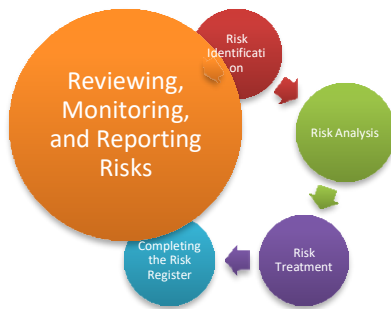 Risk
Identificati
on
Reviewing,
Monitoring,
and Reporting
Risks
Risk Analysis
Risk
Treatment
Completing
the Risk
Register